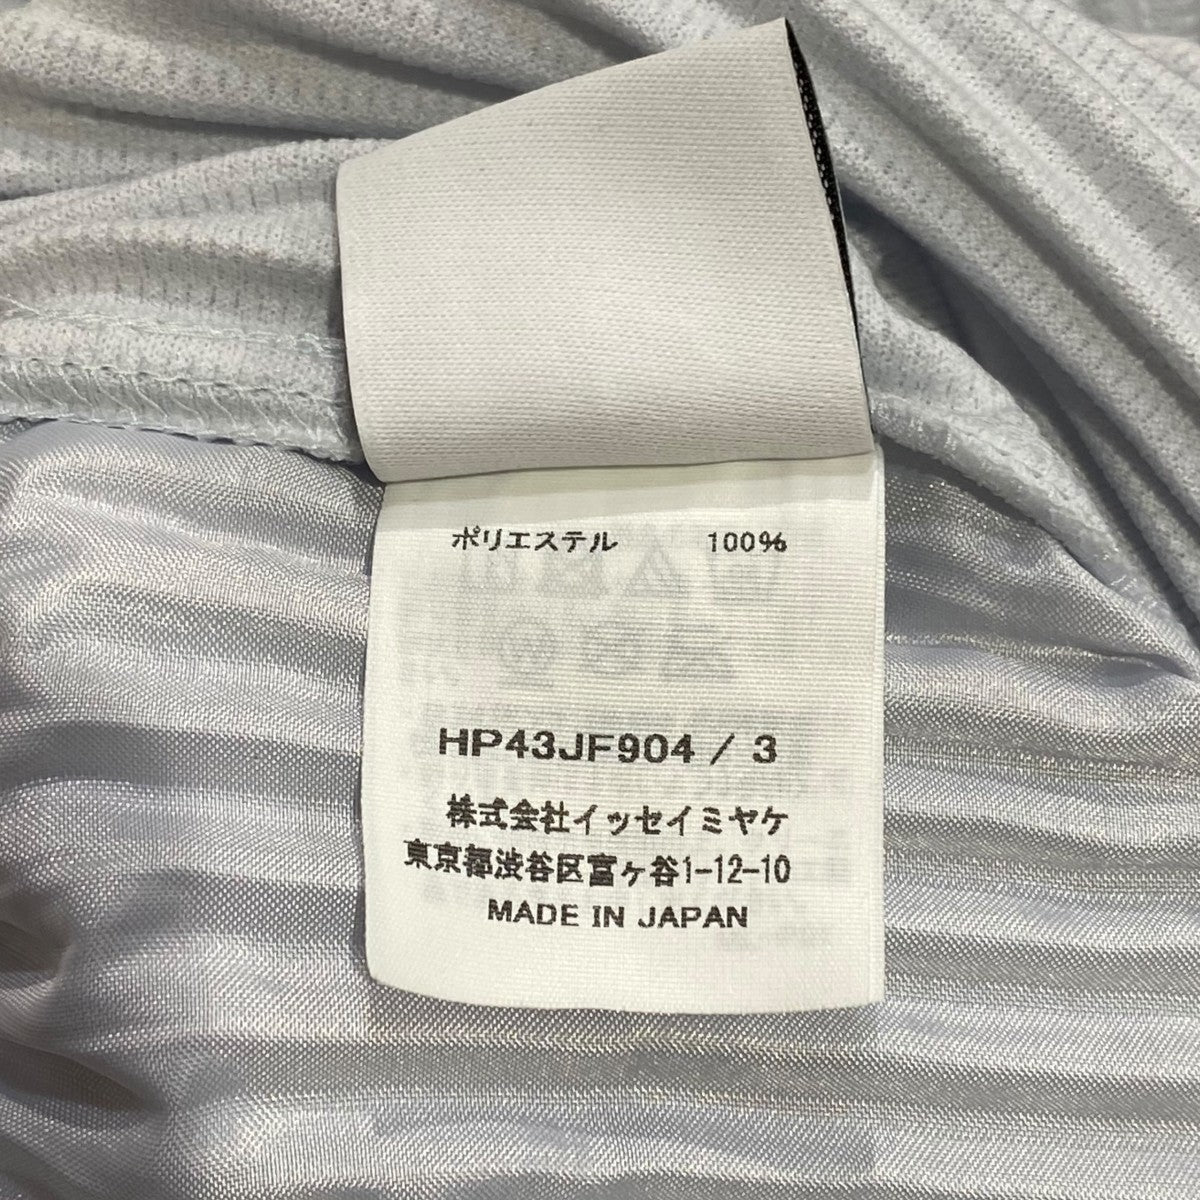 ポリエステル 100%
HP43JF904 / 3
株式会社イッセイミヤケ
東京都渋谷区富ヶ谷1-12-10
MADE IN JAPAN